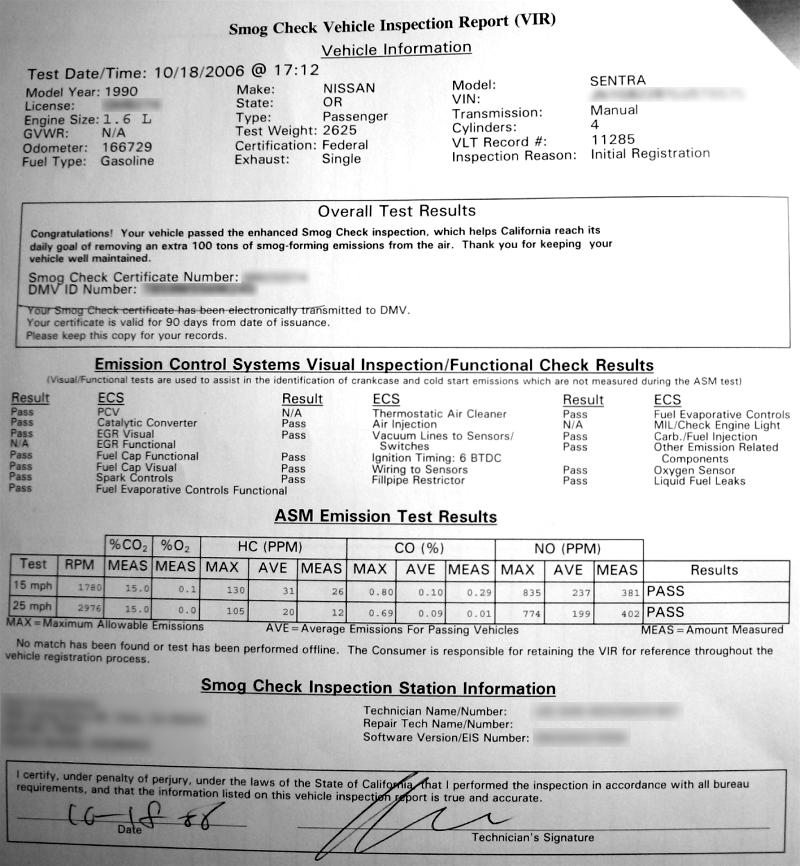 Smog Check Vehicle Inspection Report (VIR)
Vehicle Information
Test Date/Time: 10/18/2006 @ 17:12
Model Year: 1990 Make: NISSAN Model: SENTRA
License: State: OR VIN:
Engine Size: 1.6 L Type: Passenger Transmission: Manual
GVWR: N/A Test Weight: 2625 Cylinders: 4
Odometer: 166729 Certification: Federal VLT Record #: 11285
Fuel Type: Gasoline Exhaust: Single Inspection Reason: Initial Registration
Overall Test Results
Congratulations! Your vehicle passed the enhanced Smog Check inspection, which helps California reach its
daily goal of removing an extra 100 tons of smog-forming emissions from the air. Thank you for keeping your
vehicle well maintained.
Smog Check Certificate Number:
DMV ID Number:
Your Smog Check certificate has been electronically transmitted to DMV.
Your certificate is valid for 90 days from date of issuance.
Please keep this copy for your records.
Emission Control Systems Visual Inspection/Functional Check Results
(Visual/Functional tests are used to assist in the identification of crankcase and cold start emissions which are not measured during the ASM test)
Result ECS Result ECS Result ECS
Pass PCV N/A Thermostatic Air Cleaner Pass Fuel Evaporative Controls
Pass Catalytic Converter Pass Air Injection N/A MIL/Check Engine Light
Pass EGR Visual Pass Vacuum Lines to Sensors/ Pass Carb./Fuel Injection
N/A EGR Functional Switches Pass Other Emission Related
Pass Fuel Cap Functional Pass Ignition Timing: 6 BTDC Components
Pass Fuel Cap Visual Pass Wiring to Sensors Pass Oxygen Sensor
Pass Spark Controls Pass Fillpipe Restrictor Pass Liquid Fuel Leaks
Pass Fuel Evaporative Controls Functional
ASM Emission Test Results
%CO2 %O2 HC (PPM) CO (%) NO (PPM)
Test RPM MEAS MEAS MAX AVE MEAS MAX AVE MEAS MAX AVE MEAS Results
15 mph 1780 15.0 0.1 130 31 26 0.80 0.10 0.29 835 237 381 PASS
25 mph 2976 15.0 0.0 105 20 12 0.69 0.09 0.01 774 199 402 PASS
MAX = Maximum Allowable Emissions AVE = Average Emissions For Passing Vehicles MEAS = Amount Measured
No match has been found or test has been performed offline. The Consumer is responsible for retaining the VIR for reference throughout the
vehicle registration process.
Smog Check Inspection Station Information
Technician Name/Number:
Repair Tech Name/Number:
Software Version/EIS Number:
I certify, under penalty of perjury, under the laws of the State of California, that I performed the inspection in accordance with all bureau
requirements, and that the information listed on this vehicle inspection report is true and accurate.
Date
Technician's Signature